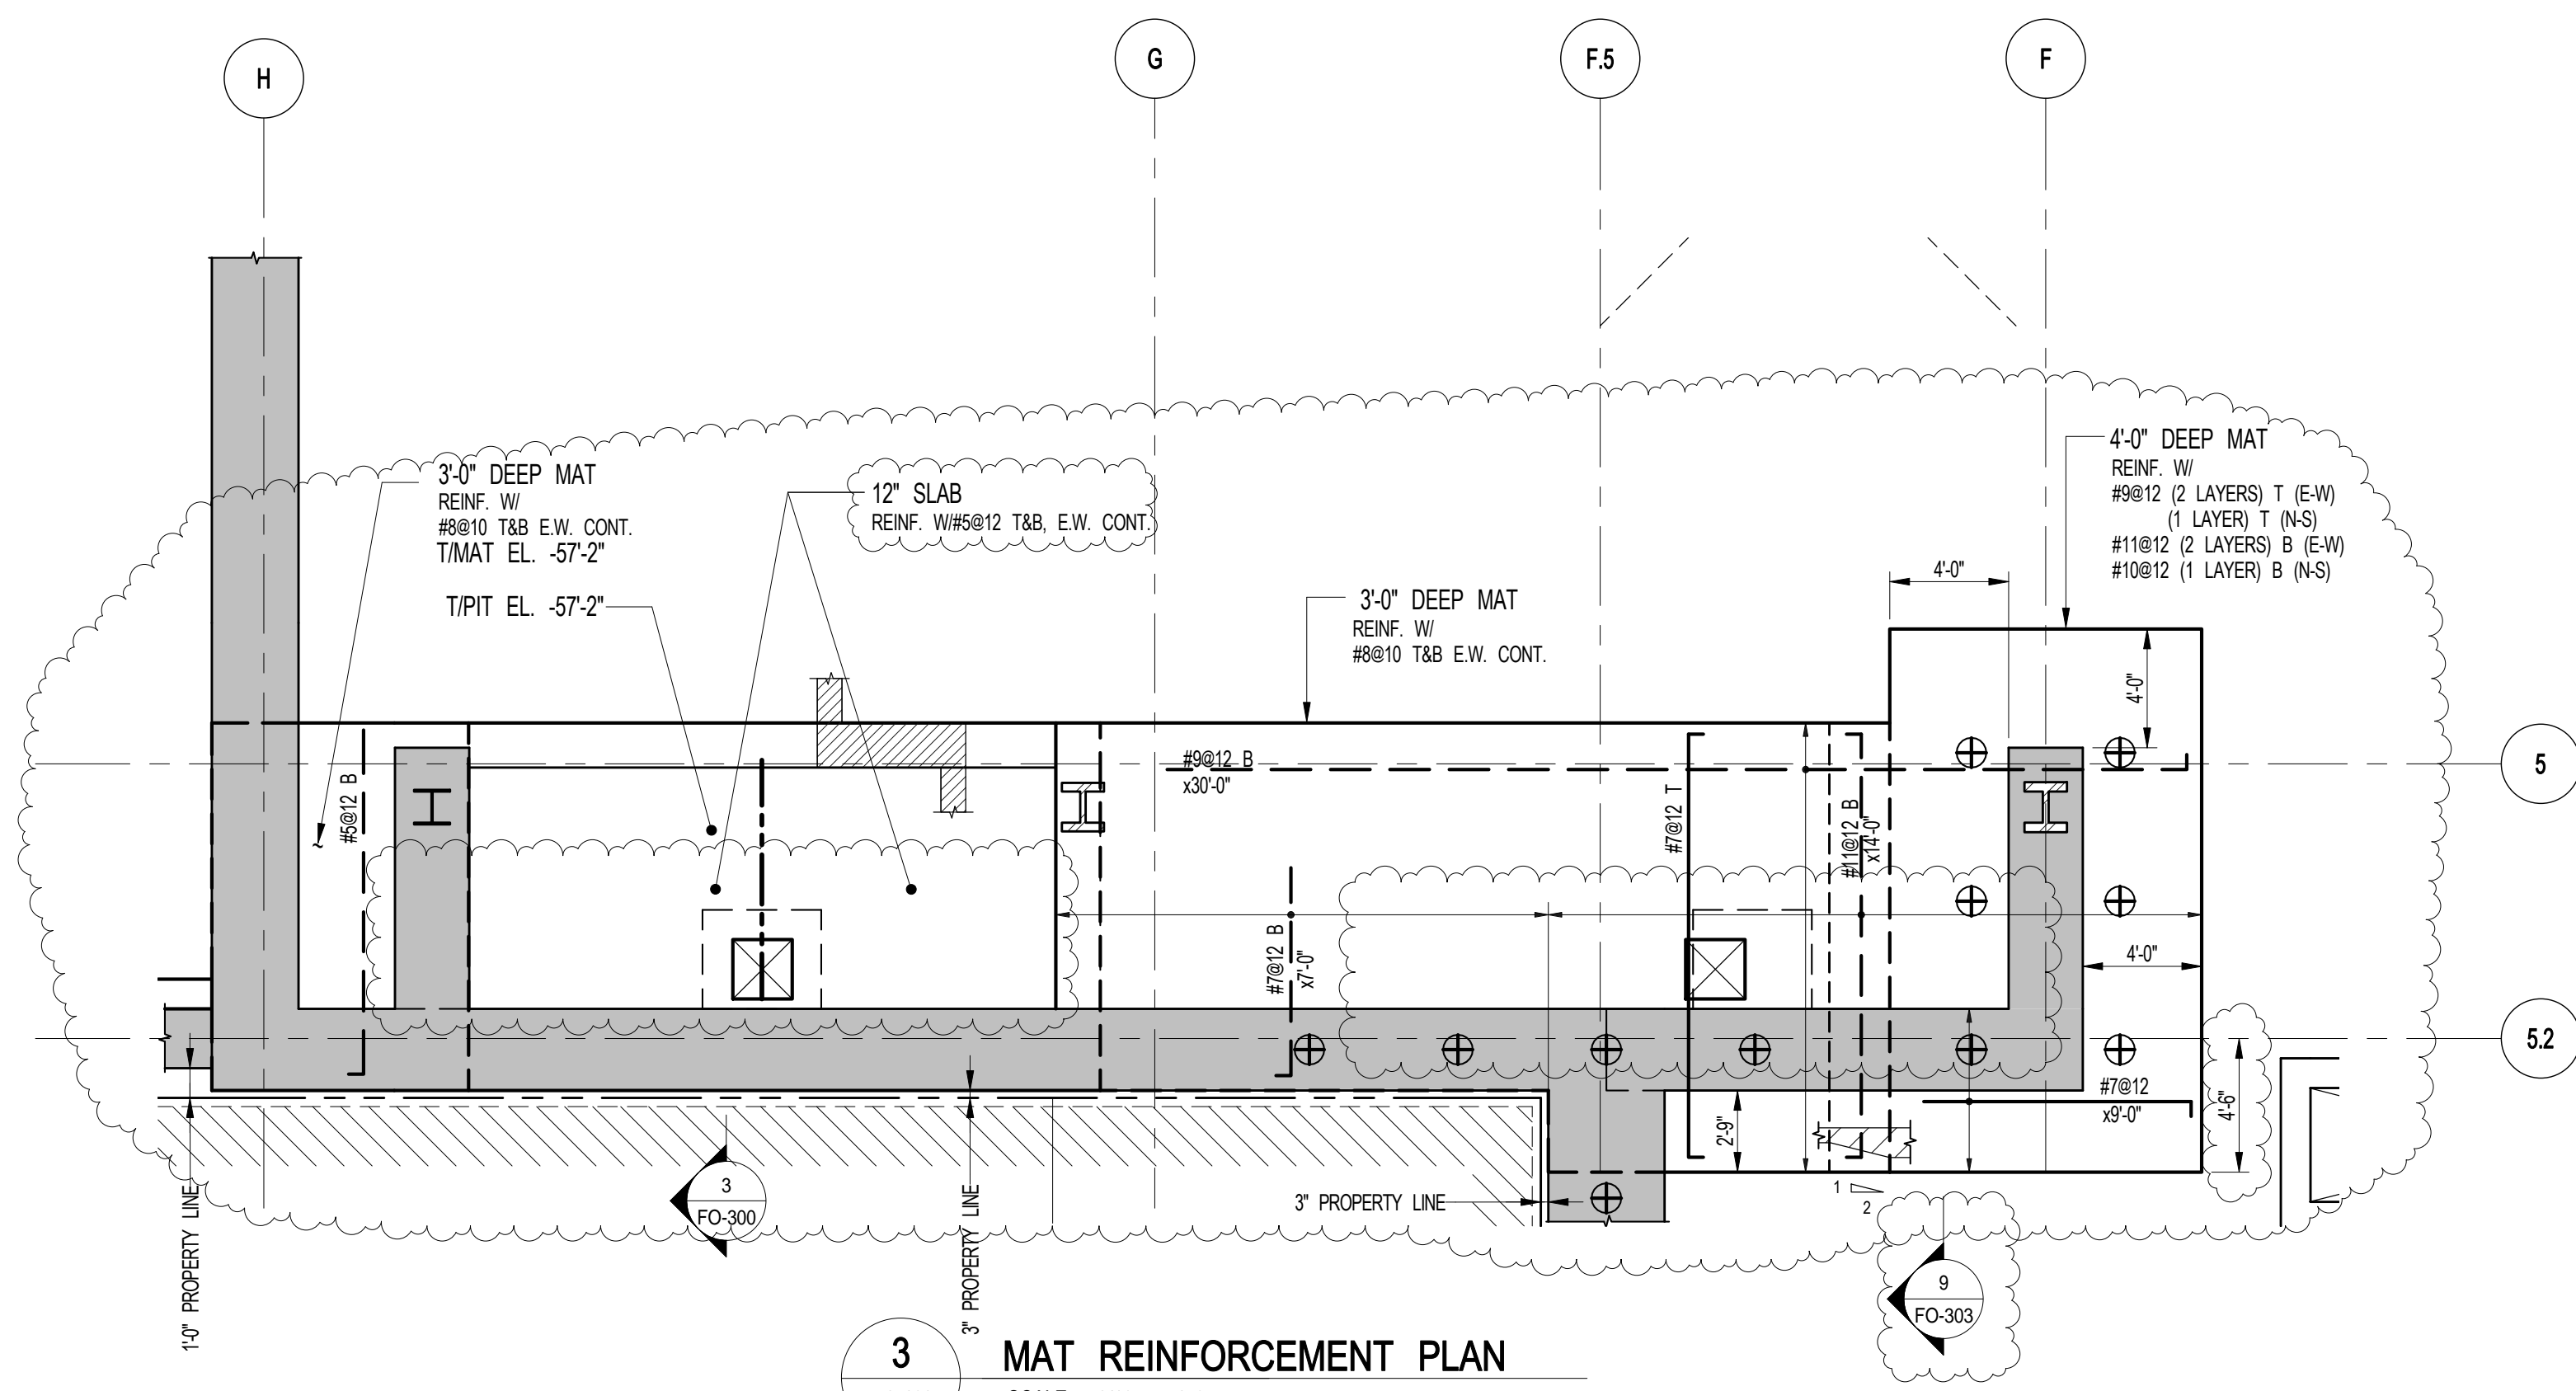 H
G
F.5
F
3'-0" DEEP MAT
REINF. W/
#8@10 T&B E.W. CONT.
T/MAT EL. -57'-2"
T/PIT EL. -57'-2"
12" SLAB
REINF. W/#5@12 T&B, E.W. CONT.
3'-0" DEEP MAT
REINF. W/
#8@10 T&B E.W. CONT.
4'-0" DEEP MAT
REINF. W/
#9@12 (2 LAYERS) T (E-W)
(1 LAYER) T (N-S)
#11@12 (2 LAYERS) B (E-W)
#10@12 (1 LAYER) B (N-S)
4'-0"
4'-0"
#5@12 B
#9@12 B
x30'-0"
#7@12 T
#11@12 B
x14'-0"
5
#7@12 B
x7'-0"
4'-0"
5.2
#7@12
x9'-0"
4'-6"
2'-9"
3" PROPERTY LINE
1
2
1'-0" PROPERTY LINE
3
FO-300
3" PROPERTY LINE
9
FO-303
3
MAT REINFORCEMENT PLAN